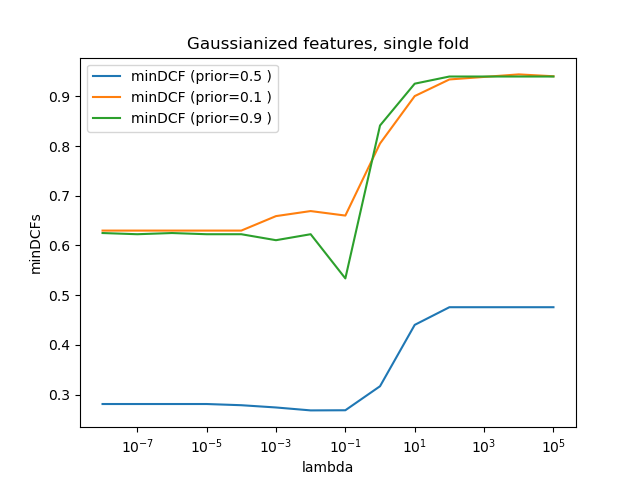 Gaussianized features, single fold
minDCF (prior=0.5 )
minDCF (prior=0.1 )
minDCF (prior=0.9 )
minDCFs
0.9
0.8
0.7
0.6
0.5
0.4
0.3
10⁻⁷ 10⁻⁵ 10⁻³ 10⁻¹ 10¹ 10³ 10⁵
lambda